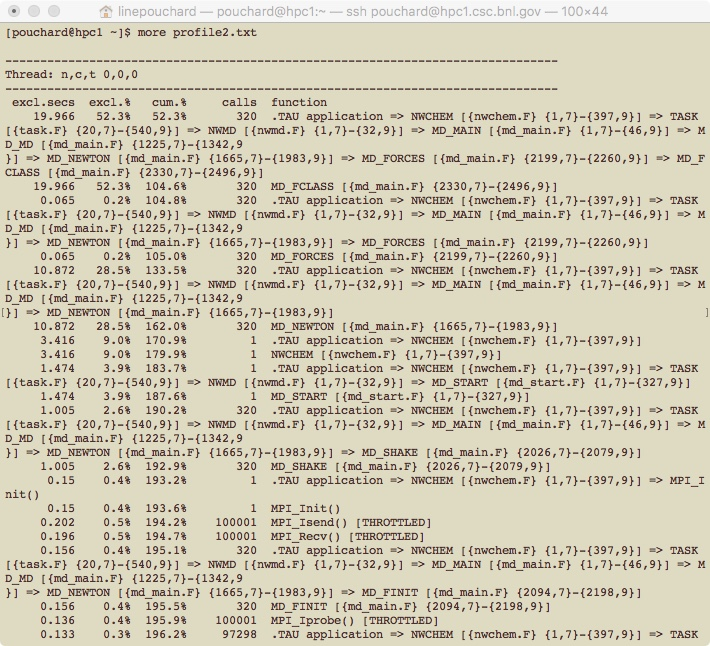 linepouchard — pouchard@hpc1:~ — ssh pouchard@hpc1.csc.bnl.gov — 100×44
[pouchard@hpc1 ~]$ more profile2.txt
---------------------------------------------------------------------------------
Thread: n,c,t 0,0,0
---------------------------------------------------------------------------------
excl.secs excl.% cum.% calls function
19.966 52.3% 52.3% 320 .TAU application => NWCHEM [{nwchem.F} {1,7}-{397,9}] => TASK
[{task.F} {20,7}-{540,9}] => NWMD [{nwmd.F} {1,7}-{32,9}] => MD_MAIN [{md_main.F} {1,7}-{46,9}] => M
D_MD [{md_main.F} {1225,7}-{1342,9
}] => MD_NEWTON [{md_main.F} {1665,7}-{1983,9}] => MD_FORCES [{md_main.F} {2199,7}-{2260,9}] => MD_F
CLASS [{md_main.F} {2330,7}-{2496,9}]
19.966 52.3% 104.6% 320 MD_FCLASS [{md_main.F} {2330,7}-{2496,9}]
0.065 0.2% 104.8% 320 .TAU application => NWCHEM [{nwchem.F} {1,7}-{397,9}] => TASK
[{task.F} {20,7}-{540,9}] => NWMD [{nwmd.F} {1,7}-{32,9}] => MD_MAIN [{md_main.F} {1,7}-{46,9}] => M
D_MD [{md_main.F} {1225,7}-{1342,9
}] => MD_NEWTON [{md_main.F} {1665,7}-{1983,9}] => MD_FORCES [{md_main.F} {2199,7}-{2260,9}]
0.065 0.2% 105.0% 320 MD_FORCES [{md_main.F} {2199,7}-{2260,9}]
10.872 28.5% 133.5% 320 .TAU application => NWCHEM [{nwchem.F} {1,7}-{397,9}] => TASK
[{task.F} {20,7}-{540,9}] => NWMD [{nwmd.F} {1,7}-{32,9}] => MD_MAIN [{md_main.F} {1,7}-{46,9}] => M
D_MD [{md_main.F} {1225,7}-{1342,9
[}] => MD_NEWTON [{md_main.F} {1665,7}-{1983,9}] ]
10.872 28.5% 162.0% 320 MD_NEWTON [{md_main.F} {1665,7}-{1983,9}]
3.416 9.0% 170.9% 1 .TAU application => NWCHEM [{nwchem.F} {1,7}-{397,9}]
3.416 9.0% 179.9% 1 NWCHEM [{nwchem.F} {1,7}-{397,9}]
1.474 3.9% 183.7% 1 .TAU application => NWCHEM [{nwchem.F} {1,7}-{397,9}] => TASK
[{task.F} {20,7}-{540,9}] => NWMD [{nwmd.F} {1,7}-{32,9}] => MD_START [{md_start.F} {1,7}-{327,9}]
1.474 3.9% 187.6% 1 MD_START [{md_start.F} {1,7}-{327,9}]
1.005 2.6% 190.2% 320 .TAU application => NWCHEM [{nwchem.F} {1,7}-{397,9}] => TASK
[{task.F} {20,7}-{540,9}] => NWMD [{nwmd.F} {1,7}-{32,9}] => MD_MAIN [{md_main.F} {1,7}-{46,9}] => M
D_MD [{md_main.F} {1225,7}-{1342,9
}] => MD_NEWTON [{md_main.F} {1665,7}-{1983,9}] => MD_SHAKE [{md_main.F} {2026,7}-{2079,9}]
1.005 2.6% 192.9% 320 MD_SHAKE [{md_main.F} {2026,7}-{2079,9}]
0.15 0.4% 193.2% 1 .TAU application => NWCHEM [{nwchem.F} {1,7}-{397,9}] => MPI_I
nit()
0.15 0.4% 193.6% 1 MPI_Init()
0.202 0.5% 194.2% 100001 MPI_Isend() [THROTTLED]
0.196 0.5% 194.7% 100001 MPI_Recv() [THROTTLED]
0.156 0.4% 195.1% 320 .TAU application => NWCHEM [{nwchem.F} {1,7}-{397,9}] => TASK
[{task.F} {20,7}-{540,9}] => NWMD [{nwmd.F} {1,7}-{32,9}] => MD_MAIN [{md_main.F} {1,7}-{46,9}] => M
D_MD [{md_main.F} {1225,7}-{1342,9
}] => MD_NEWTON [{md_main.F} {1665,7}-{1983,9}] => MD_FINIT [{md_main.F} {2094,7}-{2198,9}]
0.156 0.4% 195.5% 320 MD_FINIT [{md_main.F} {2094,7}-{2198,9}]
0.136 0.4% 195.9% 100001 MPI_Iprobe() [THROTTLED]
0.133 0.3% 196.2% 97298 .TAU application => NWCHEM [{nwchem.F} {1,7}-{397,9}] => TASK